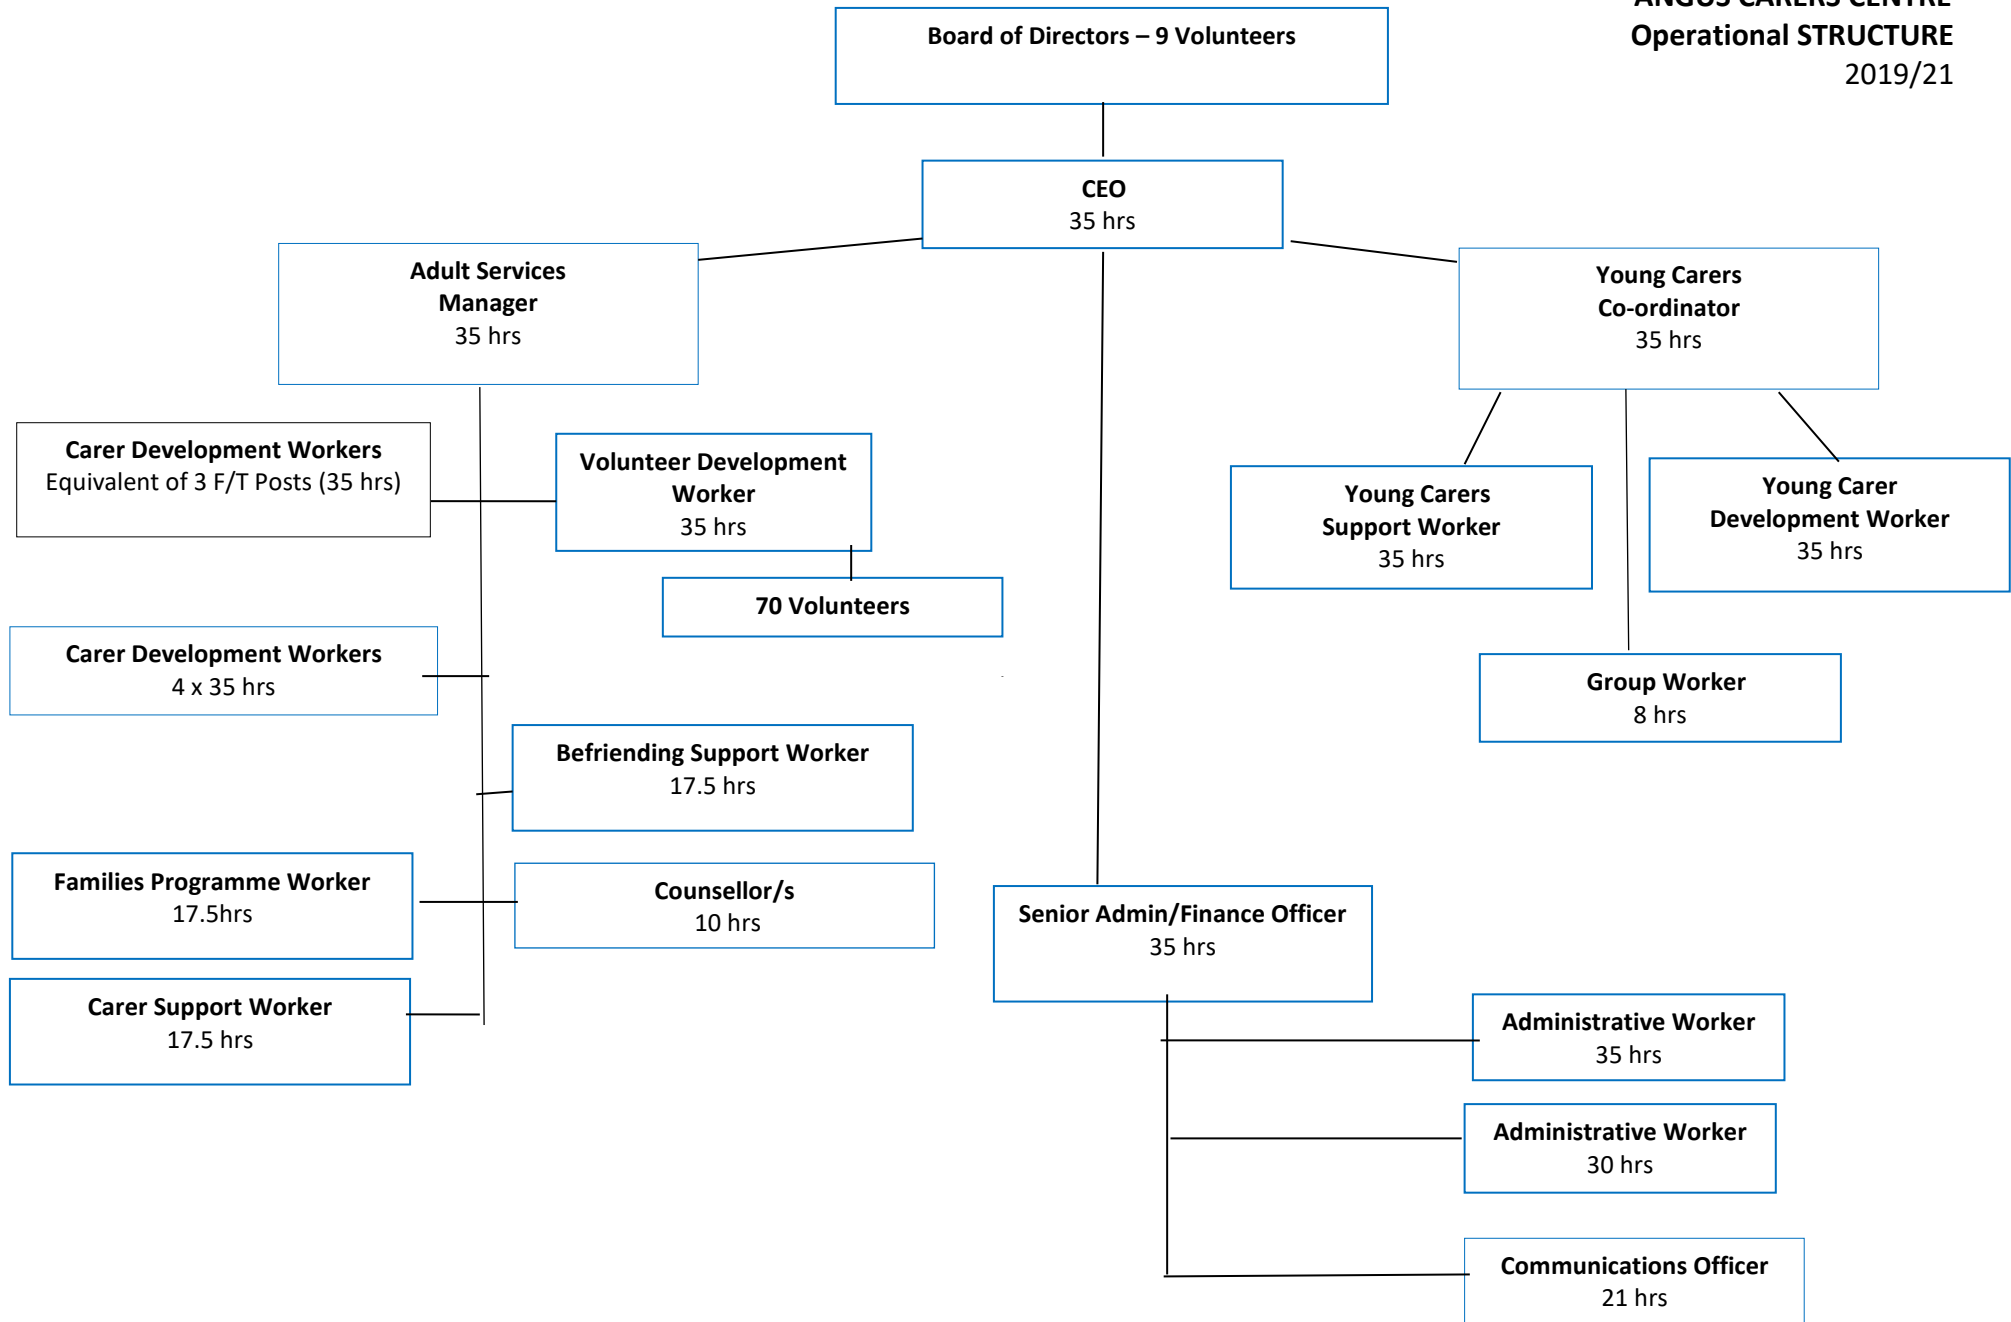 ANGUS CARERS CENTRE
Operational STRUCTURE
2019/21
Board of Directors – 9 Volunteers
CEO
35 hrs
Adult Services
Manager
35 hrs
Young Carers
Co-ordinator
35 hrs
Carer Development Workers
Equivalent of 3 F/T Posts (35 hrs)
Volunteer Development
Worker
35 hrs
70 Volunteers
Young Carers
Support Worker
35 hrs
Young Carer
Development Worker
35 hrs
Carer Development Workers
4 x 35 hrs
Group Worker
8 hrs
Befriending Support Worker
17.5 hrs
Families Programme Worker
17.5hrs
Counsellor/s
10 hrs
Senior Admin/Finance Officer
35 hrs
Carer Support Worker
17.5 hrs
Administrative Worker
35 hrs
Administrative Worker
30 hrs
Communications Officer
21 hrs